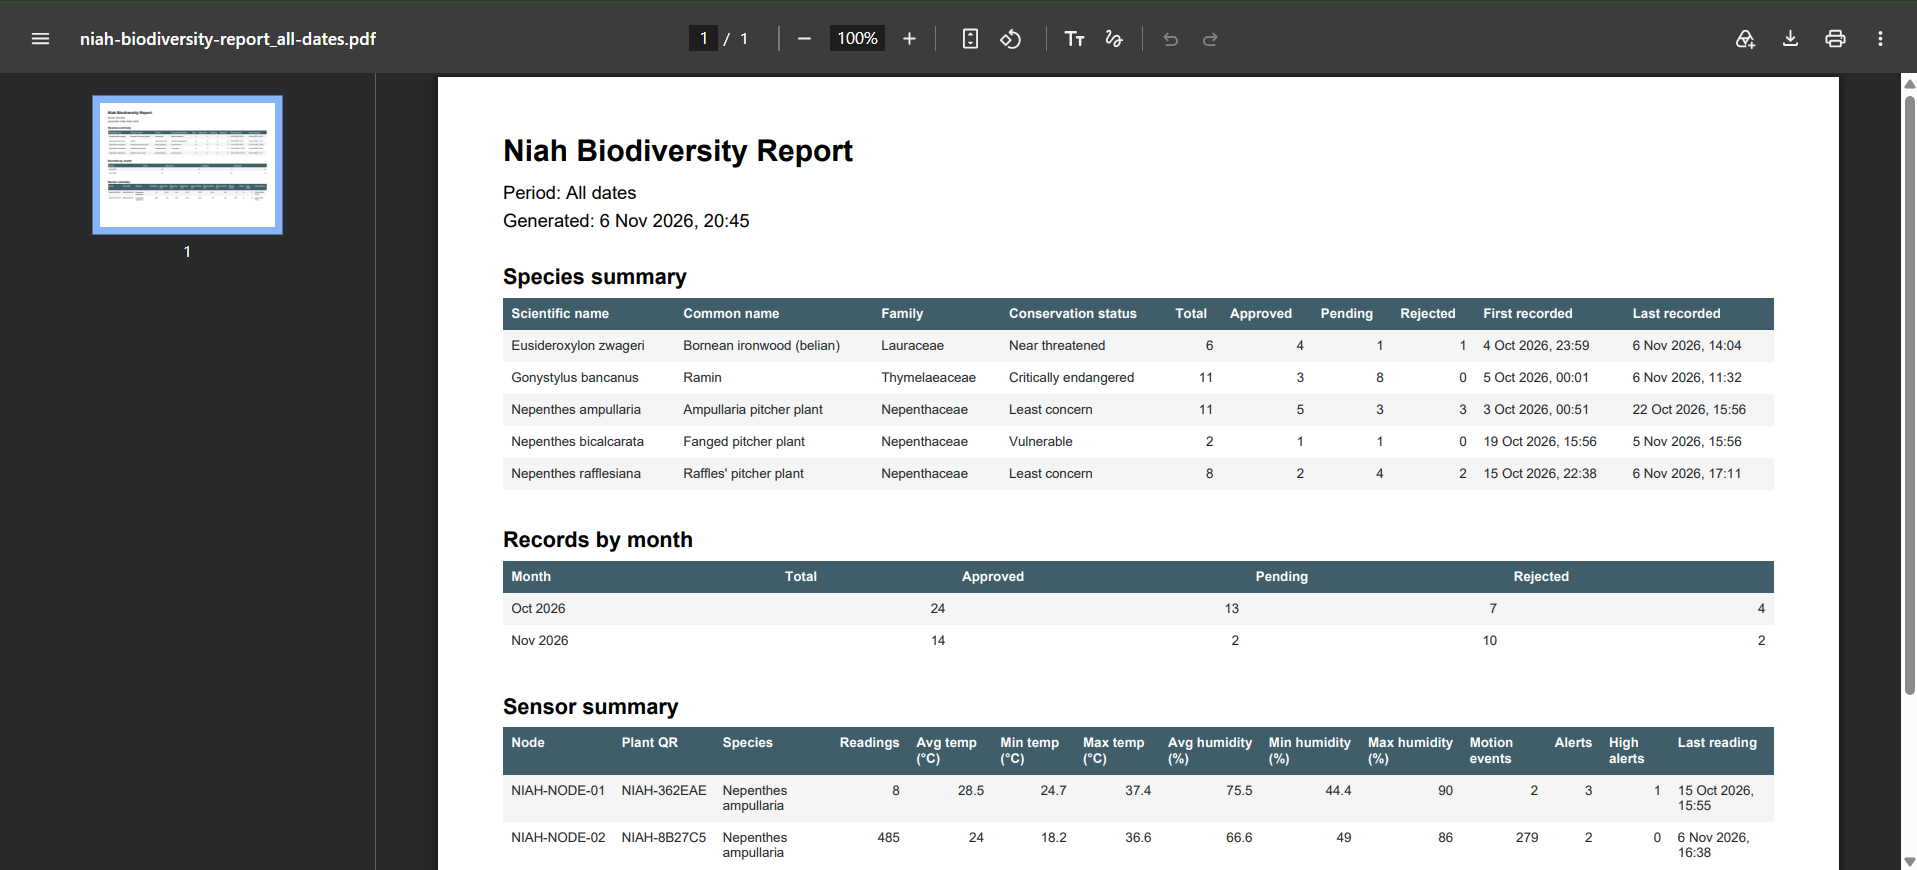 niah-biodiversity-report_all-dates.pdf
1 / 1
100%
1
Niah Biodiversity Report
Period: All dates
Generated: 6 Nov 2026, 20:45
Species summary
Scientific name Common name Family Conservation status Total Approved Pending Rejected First recorded Last recorded
Eusideroxylon zwageri Bornean ironwood (belian) Lauraceae Near threatened 6 4 1 1 4 Oct 2026, 23:59 6 Nov 2026, 14:04
Gonystylus bancanus Ramin Thymelaeaceae Critically endangered 11 3 8 0 5 Oct 2026, 00:01 6 Nov 2026, 11:32
Nepenthes ampullaria Ampullaria pitcher plant Nepenthaceae Least concern 11 5 3 3 3 Oct 2026, 00:51 22 Oct 2026, 15:56
Nepenthes bicalcarata Fanged pitcher plant Nepenthaceae Vulnerable 2 1 1 0 19 Oct 2026, 15:56 5 Nov 2026, 15:56
Nepenthes rafflesiana Raffles' pitcher plant Nepenthaceae Least concern 8 2 4 2 15 Oct 2026, 22:38 6 Nov 2026, 17:11
Records by month
Month Total Approved Pending Rejected
Oct 2026 24 13 7 4
Nov 2026 14 2 10 2
Sensor summary
Node Plant QR Species Readings Avg temp Min temp Max temp Avg humidity Min humidity Max humidity Motion Alerts High Last reading
(°C) (°C) (°C) (%) (%) (%) events alerts
NIAH-NODE-01 NIAH-362EAE Nepenthes 8 28.5 24.7 37.4 75.5 44.4 90 2 3 1 15 Oct 2026,
ampullaria 15:55
NIAH-NODE-02 NIAH-8B27C5 Nepenthes 485 24 18.2 36.6 66.6 49 86 279 2 0 6 Nov 2026,
ampullaria 16:38